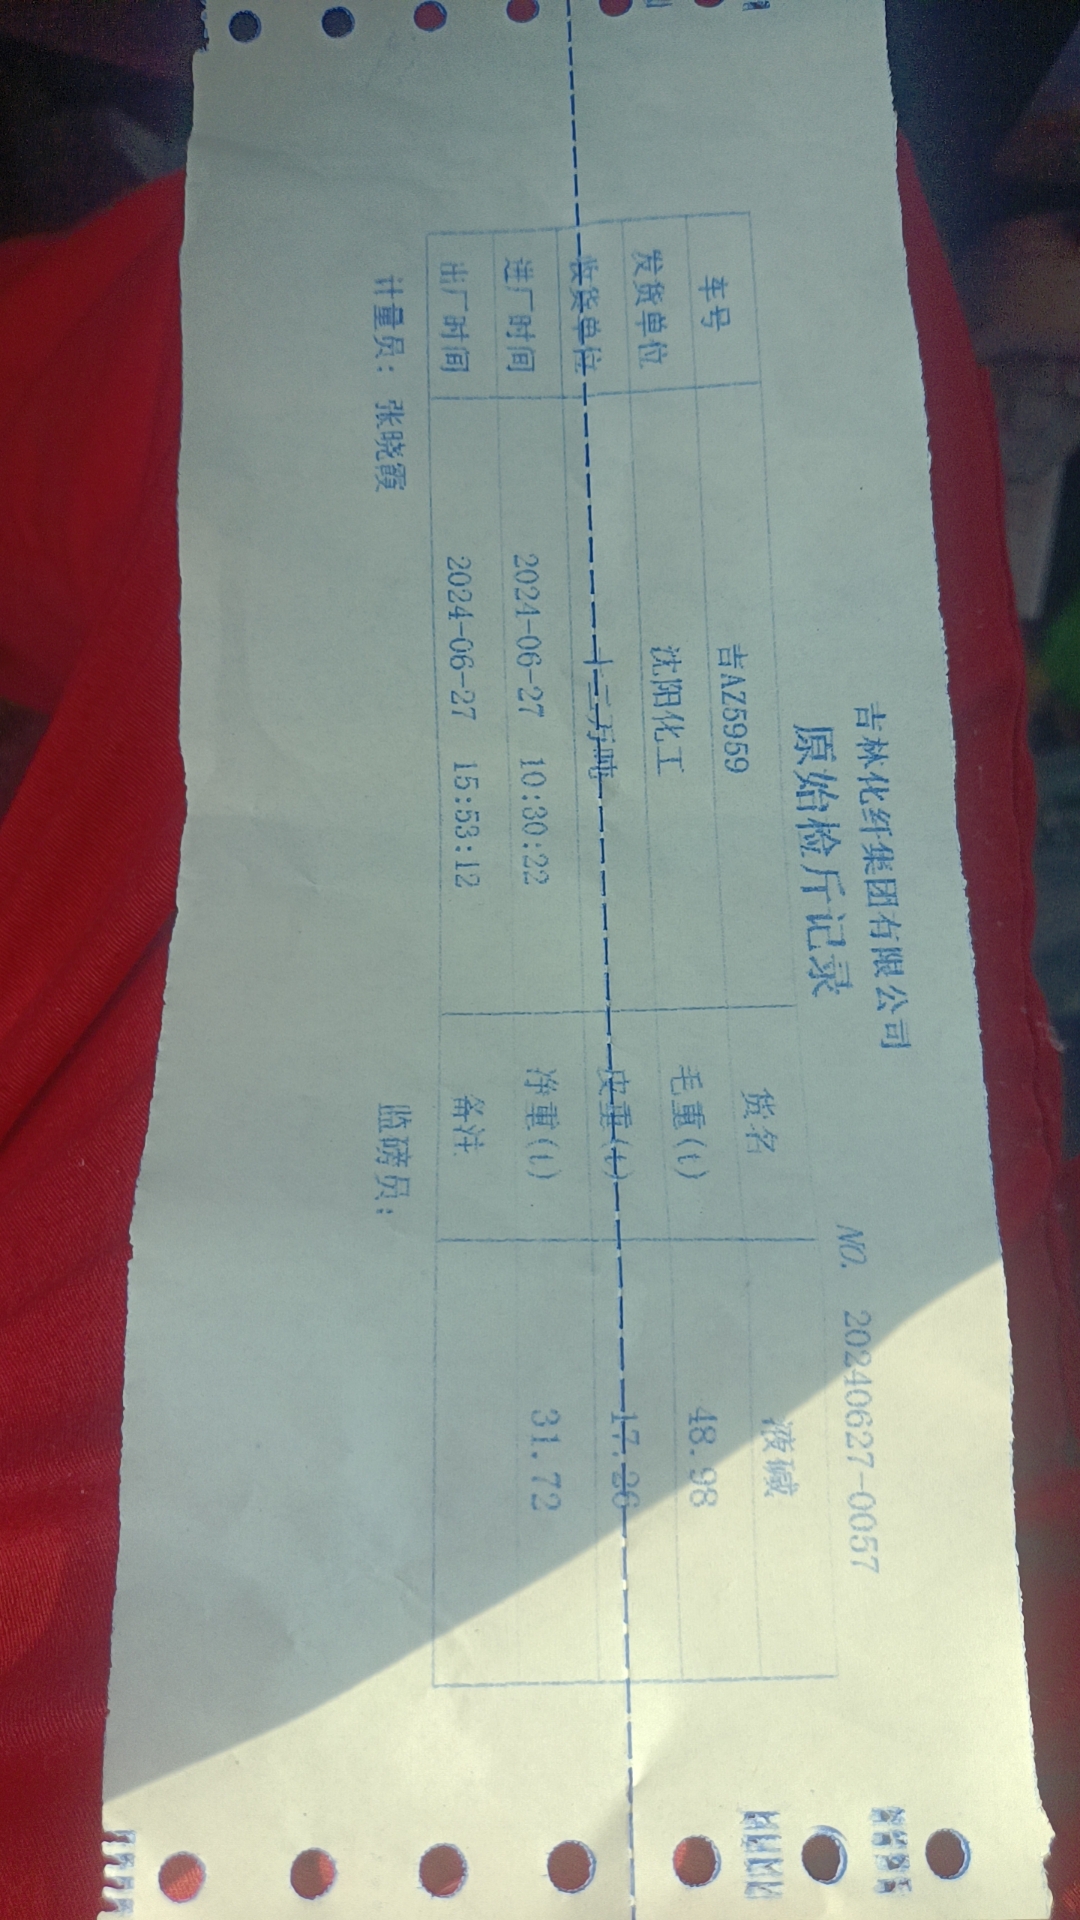 吉林化纤集团有限公司
原始检斤记录
NO. 20240627-0057
车号 吉AZ5959 货名 液碱
发货单位 沈阳化工 毛重(t) 48.98
收货单位 十二万吨 皮重(t) 17.26
进厂时间 2024-06-27 10:30:22 净重(t) 31.72
出厂时间 2024-06-27 15:53:12 备注
计量员: 张晓霞 监磅员: